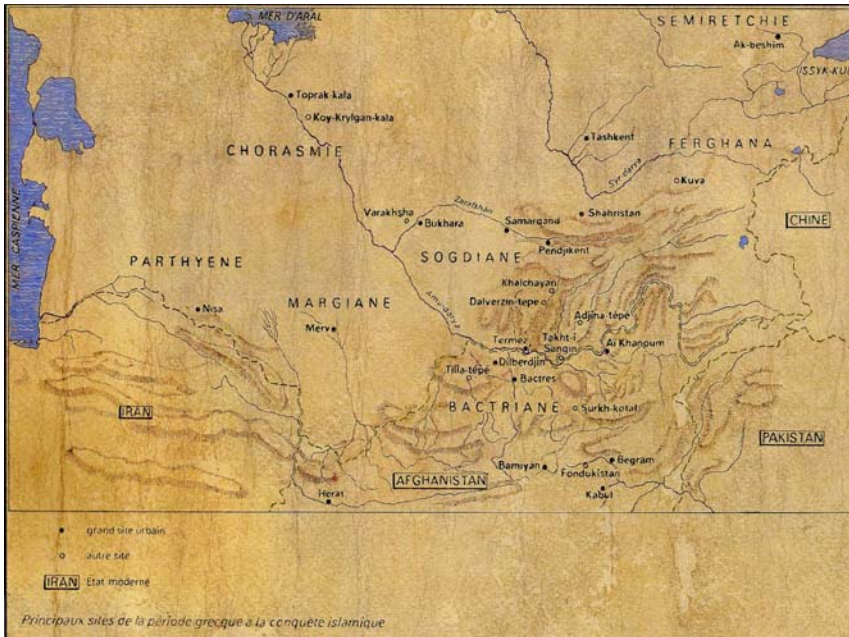 MER D'ARAL
SEMIRETCHIE
Ak-beshim
ISSYK-KUL
Toprak-kala
Koy-Krylgan-kala
CHORASMIE
Tashkent
FERGHANA
Syr-darya
Kuva
Varakhsha
Bukhara
Zarafshan
Samarqand
Shahristan
Pendjikent
CHINE
MER CASPIENNE
PARTHYENE
SOGDIANE
Khalchayan
Dalverzin-tepe
Nisa
MARGIANE
Merv
Amu-darya
Adjina-tépé
Termez
Takht-i
Sangin
Aï Khanoum
Dilberdjin
Tilla-tépé
Bactres
IRAN
BACTRIANE
Surkh-kotal
PAKISTAN
Bamiyan
Begram
Fondukistan
AFGHANISTAN
Kabul
Herat
grand site urbain
autre site
IRAN Etat moderne
Principaux sites de la période grecque a la conquête islamique